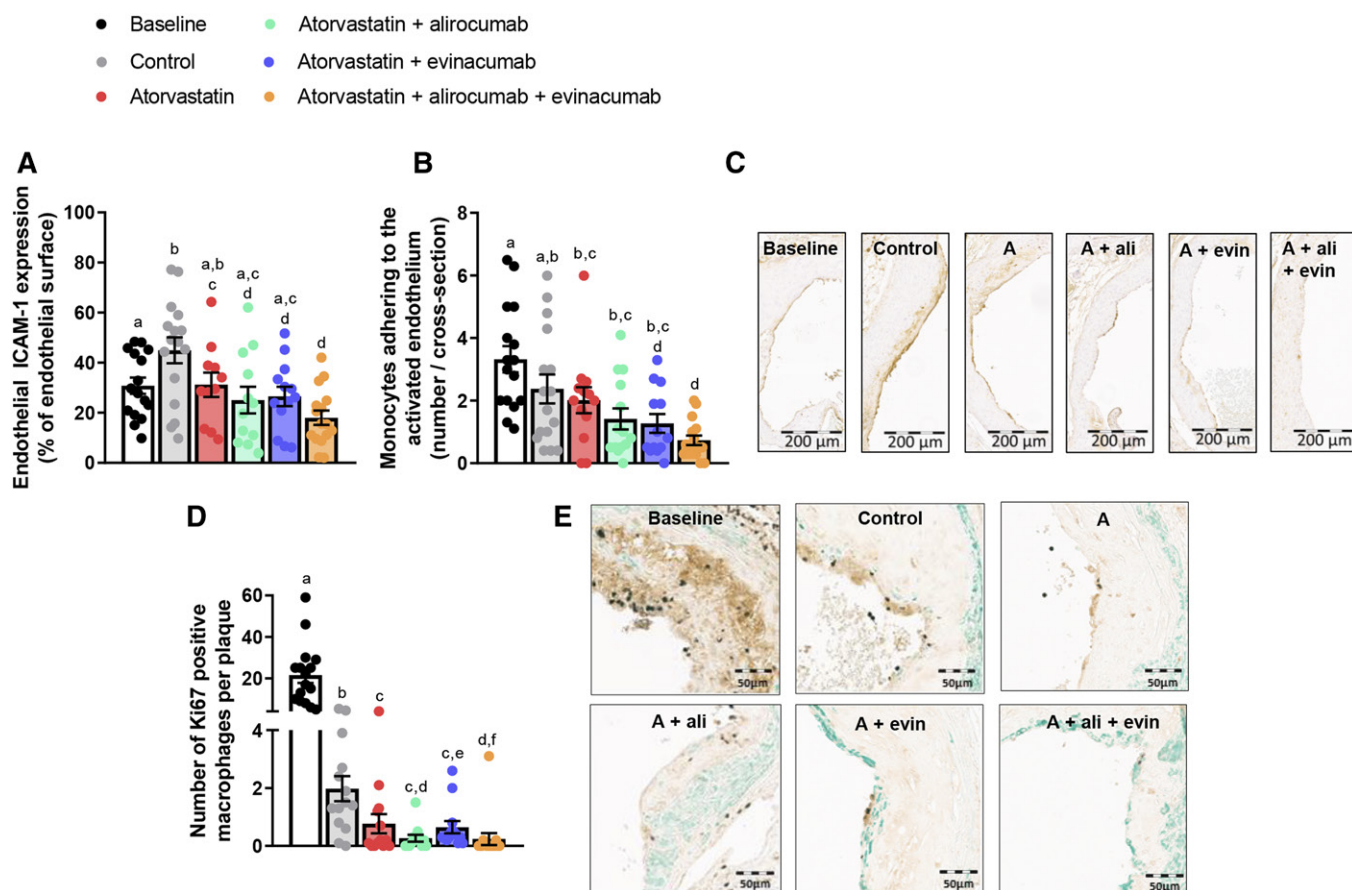 Baseline
Control
Atorvastatin
Atorvastatin + alirocumab
Atorvastatin + evinacumab
Atorvastatin + alirocumab + evinacumab
A
Endothelial ICAM-1 expression
(% of endothelial surface)
100
80
60
40
20
0
a
b
a,b
c
a,c
d
a,c
d
d
B
Monocytes adhering to the
activated endothelium
(number / cross-section)
8
6
4
2
0
a
a,b
b,c
b,c
b,c
d
d
C
Baseline
200 µm
Control
200 µm
A
200 µm
A + ali
200 µm
A + evin
200 µm
A + ali
+ evin
200 µm
D
Number of Ki67 positive
macrophages per plaque
60
40
20
4
2
0
a
b
c
c,d
c,e
d,f
E
Baseline
50µm
Control
50µm
A
50µm
A + ali
50µm
A + evin
50µm
A + ali + evin
50µm